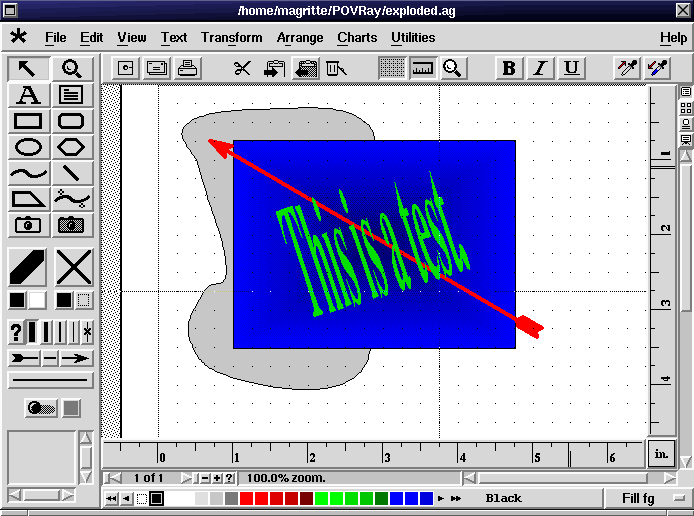 /home/magritte/POVRay/exploded.ag
File Edit View Text Transform Arrange Charts Utilities Help
B I U
A
This is a test
1
2
3
4
?
0 1 2 3 4 5 6 in.
1 of 1 ? 100.0% zoom.
Black Fill fg